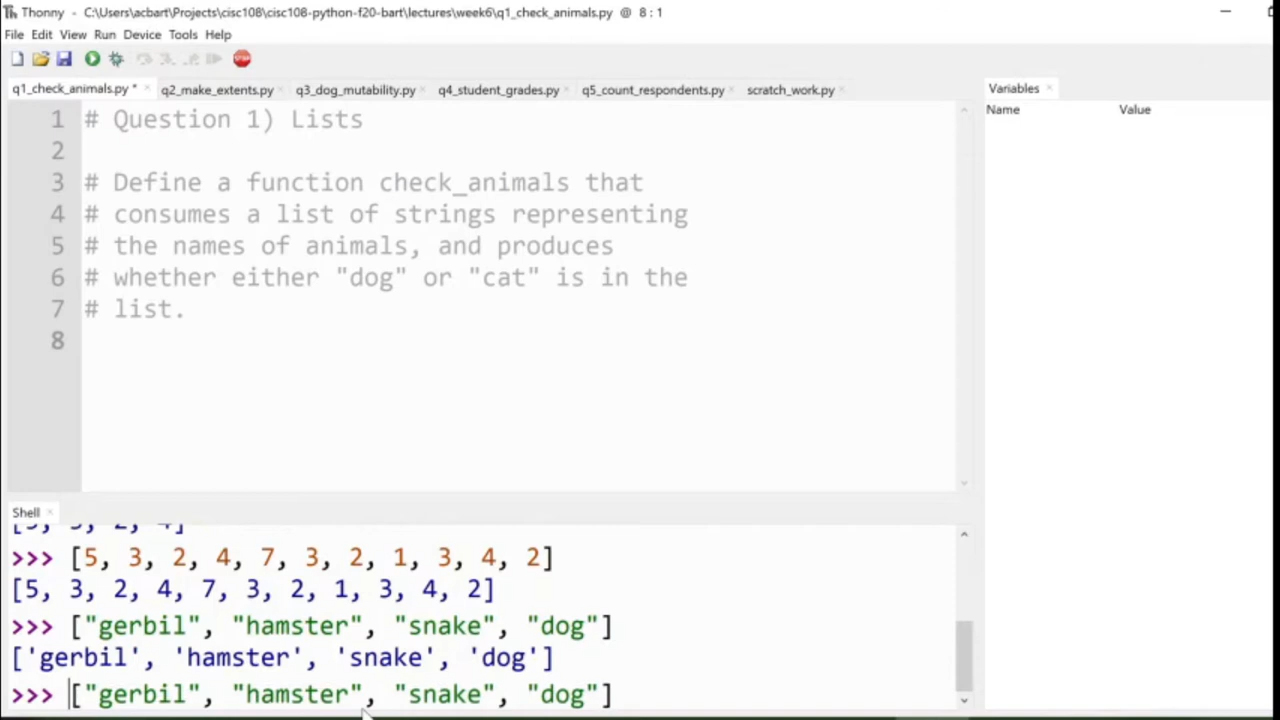 Thonny - C:\Users\acbart\Projects\cisc108\cisc108-python-f20-bart\lectures\week6\q1_check_animals.py @ 8 : 1
File Edit View Run Device Tools Help
q1_check_animals.py * q2_make_extents.py q3_dog_mutability.py q4_student_grades.py q5_count_respondents.py scratch_work.py
Variables
Name Value
1 # Question 1) Lists
2
3 # Define a function check_animals that
4 # consumes a list of strings representing
5 # the names of animals, and produces
6 # whether either "dog" or "cat" is in the
7 # list.
8
Shell
[5, 3, 2, 4]
>>> [5, 3, 2, 4, 7, 3, 2, 1, 3, 4, 2]
[5, 3, 2, 4, 7, 3, 2, 1, 3, 4, 2]
>>> ["gerbil", "hamster", "snake", "dog"]
['gerbil', 'hamster', 'snake', 'dog']
>>> ["gerbil", "hamster", "snake", "dog"]